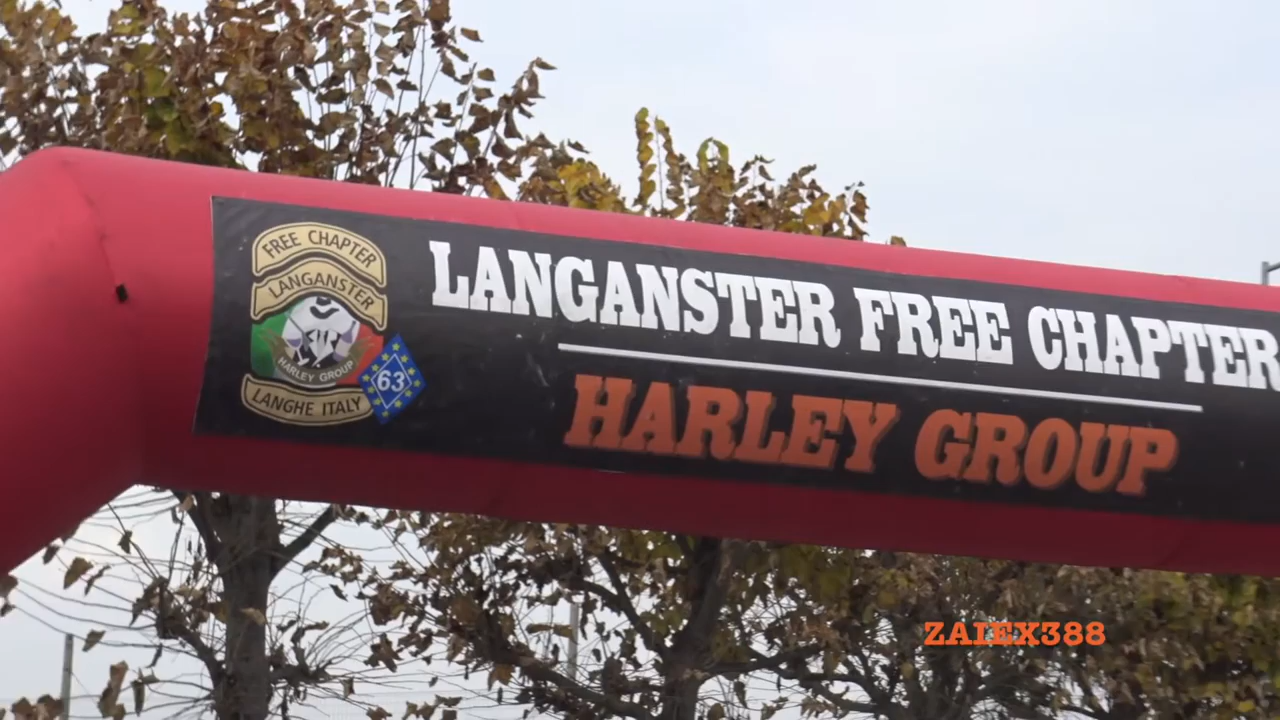 FREE CHAPTER
LANGANSTER
HARLEY GROUP
63
LANGHE ITALY
LANGANSTER FREE CHAPTER
HARLEY GROUP
ZAIEX388